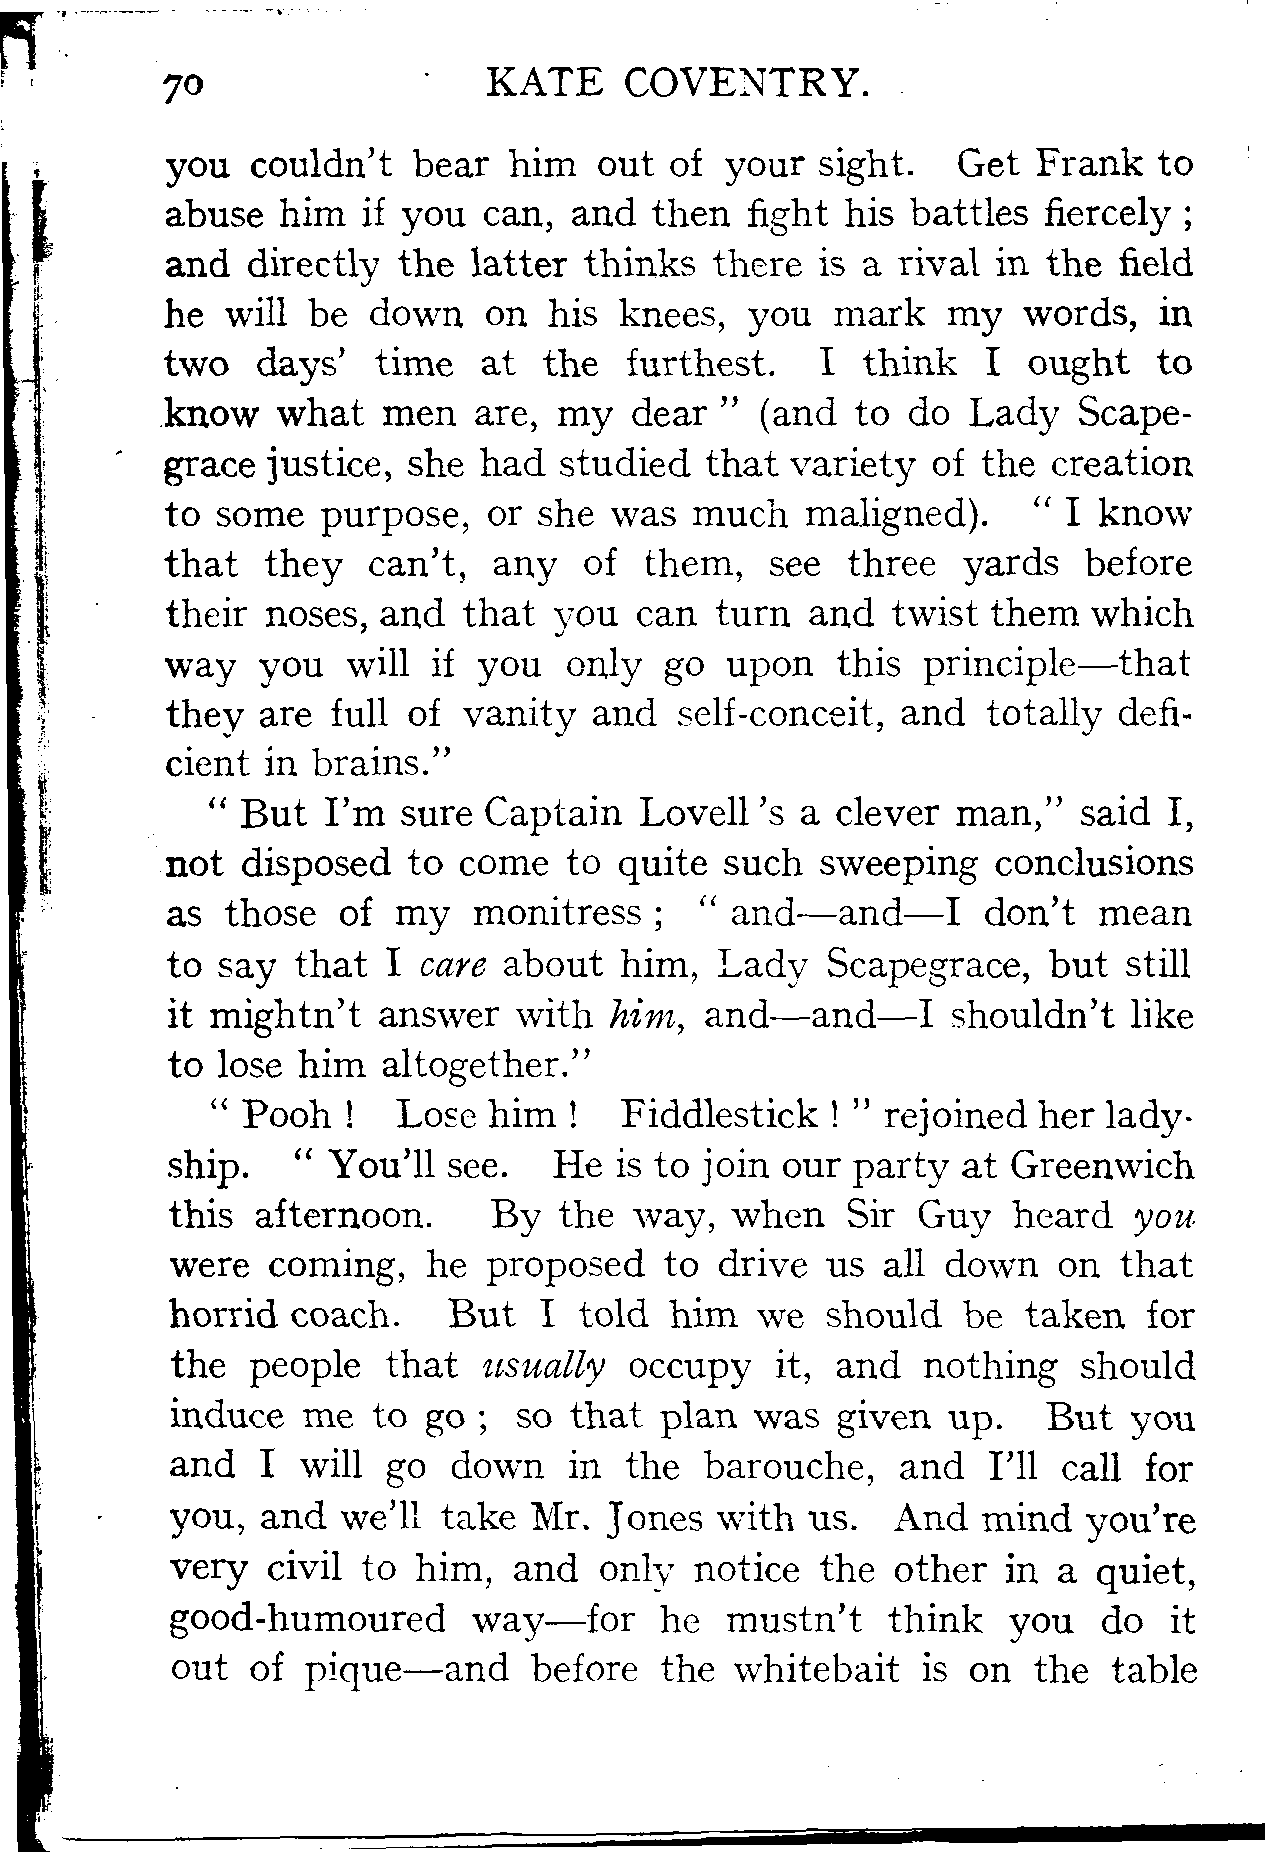 70 KATE COVENTRY.
you couldn't bear him out of your sight. Get Frank to
abuse him if you can, and then fight his battles fiercely ;
and directly the latter thinks there is a rival in the field
he will be down on his knees, you mark my words, in
two days' time at the furthest. I think I ought to
know what men are, my dear " (and to do Lady Scape-
grace justice, she had studied that variety of the creation
to some purpose, or she was much maligned). " I know
that they can't, any of them, see three yards before
their noses, and that you can turn and twist them which
way you will if you only go upon this principle—that
they are full of vanity and self-conceit, and totally defi-
cient in brains."
" But I'm sure Captain Lovell 's a clever man," said I,
not disposed to come to quite such sweeping conclusions
as those of my monitress ; " and—and—I don't mean
to say that I care about him, Lady Scapegrace, but still
it mightn't answer with him, and—and—I shouldn't like
to lose him altogether."
" Pooh ! Lose him ! Fiddlestick ! " rejoined her lady-
ship. " You'll see. He is to join our party at Greenwich
this afternoon. By the way, when Sir Guy heard you
were coming, he proposed to drive us all down on that
horrid coach. But I told him we should be taken for
the people that usually occupy it, and nothing should
induce me to go ; so that plan was given up. But you
and I will go down in the barouche, and I'll call for
you, and we'll take Mr. Jones with us. And mind you're
very civil to him, and only notice the other in a quiet,
good-humoured way—for he mustn't think you do it
out of pique—and before the whitebait is on the table